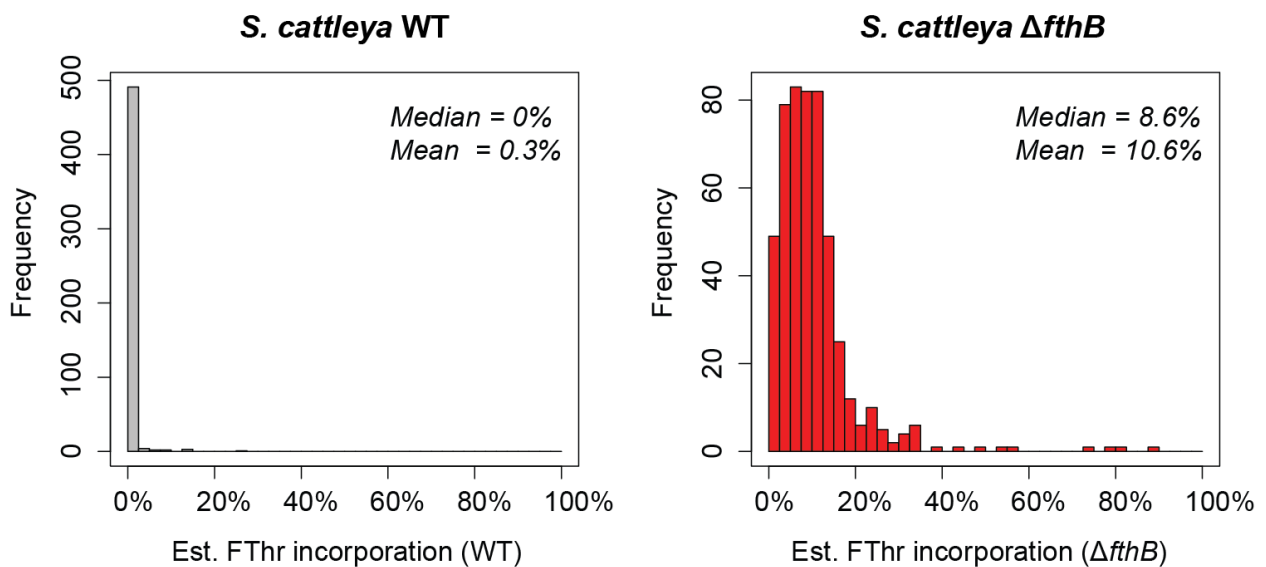 S. cattleya WT
Median = 0%
Mean = 0.3%
Frequency
500
400
300
200
100
0
0% 20% 40% 60% 80% 100%
Est. FThr incorporation (WT)
S. cattleya ΔfthB
Median = 8.6%
Mean = 10.6%
Frequency
80
60
40
20
0
0% 20% 40% 60% 80% 100%
Est. FThr incorporation (ΔfthB)